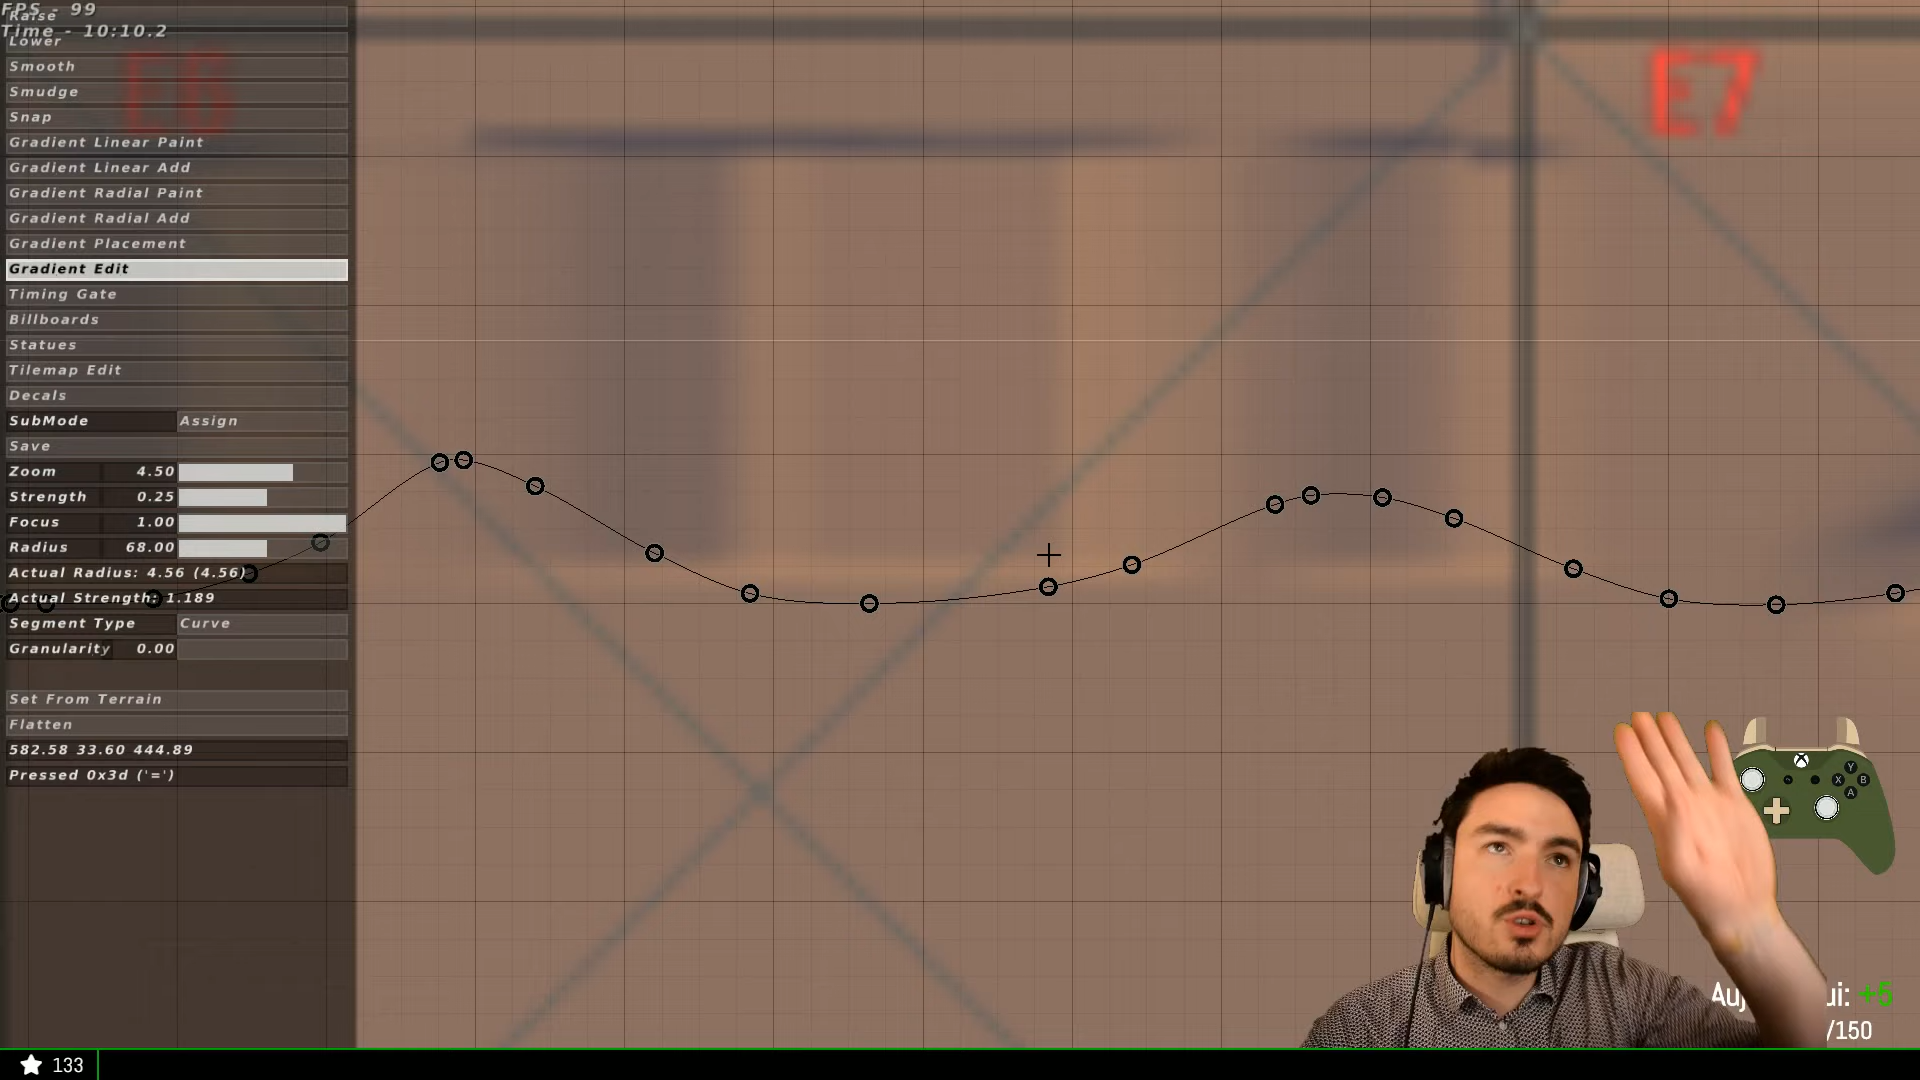 FPS - 99
Raise
Time - 10:10.2
Lower
E6
E7
Smooth
Smudge
Snap
Gradient Linear Paint
Gradient Linear Add
Gradient Radial Paint
Gradient Radial Add
Gradient Placement
Gradient Edit
Timing Gate
Billboards
Statues
Tilemap Edit
Decals
SubMode Assign
Save
Zoom 4.50
Strength 0.25
Focus 1.00
Radius 68.00
Actual Radius: 4.56 (4.56)
Actual Strength: 1.189
Segment Type Curve
Granularity 0.00
Set From Terrain
Flatten
582.58 33.60 444.89
Pressed 0x3d ('=')
Y
X B
A
+5
/150
133